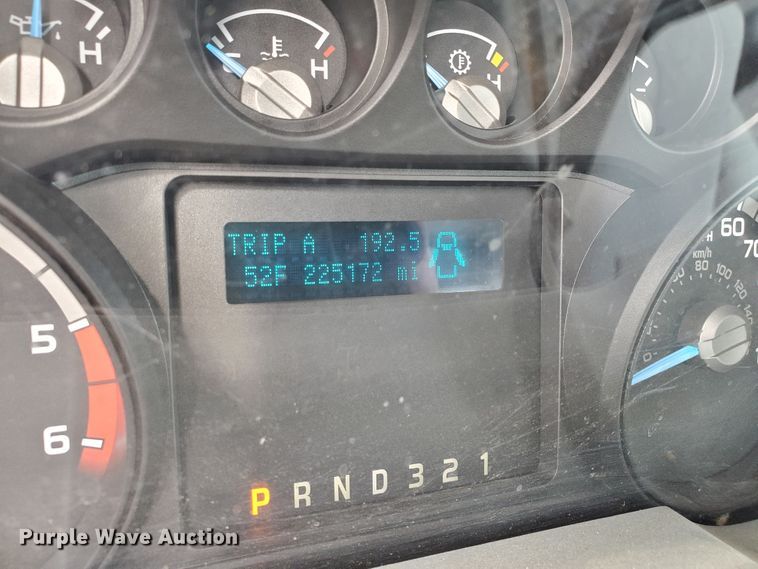 H
C H
H
TRIP A 192.5
52F 225172 mi
5
6
P R N D 3 2 1
60
70
km/h
0
80 100 120 140
Purple Wave Auction